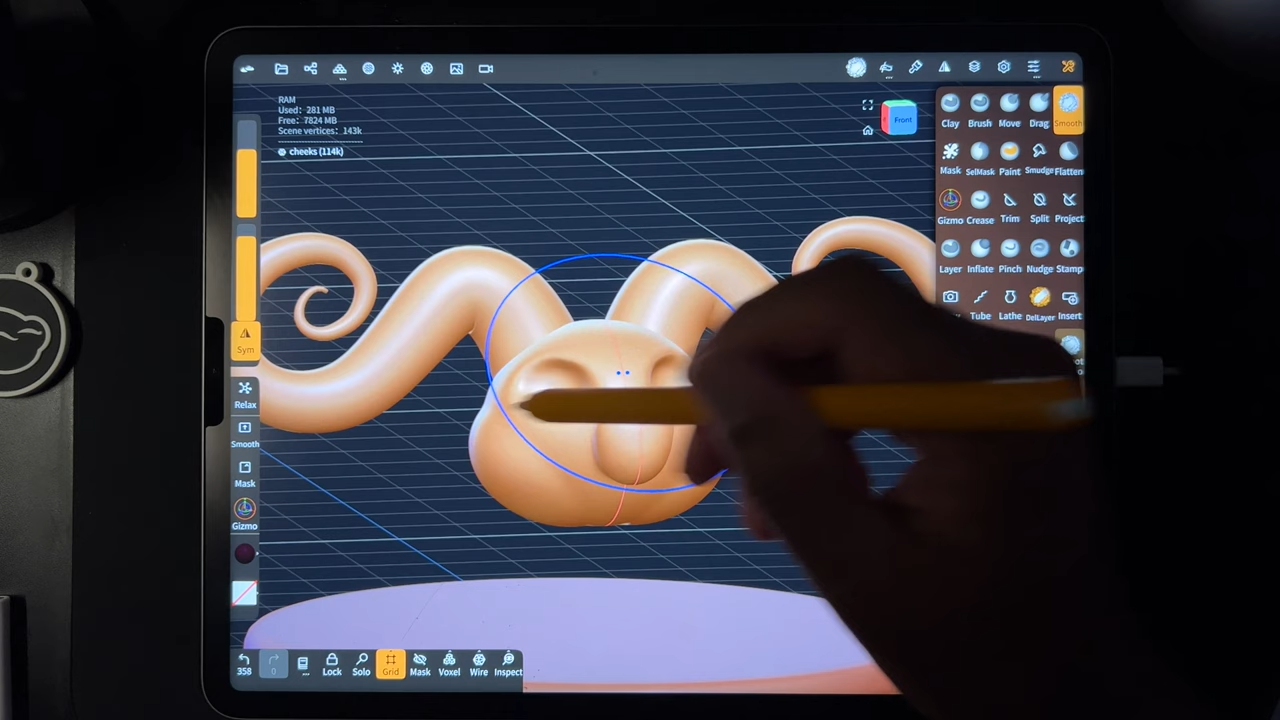 RAM
Used: 281 MB
Free: 7824 MB
Scene vertices: 143k
cheeks (114k)
Front
Clay Brush Move Drag Smooth
Mask SelMask Paint Smudge Flatten
Gizmo Crease Trim Split Project
Layer Inflate Pinch Nudge Stamp
Tube Lathe DelLayer Insert
Sym
Relax
Smooth
Mask
Gizmo
358 0 ... Lock Solo Grid Mask Voxel Wire Inspect